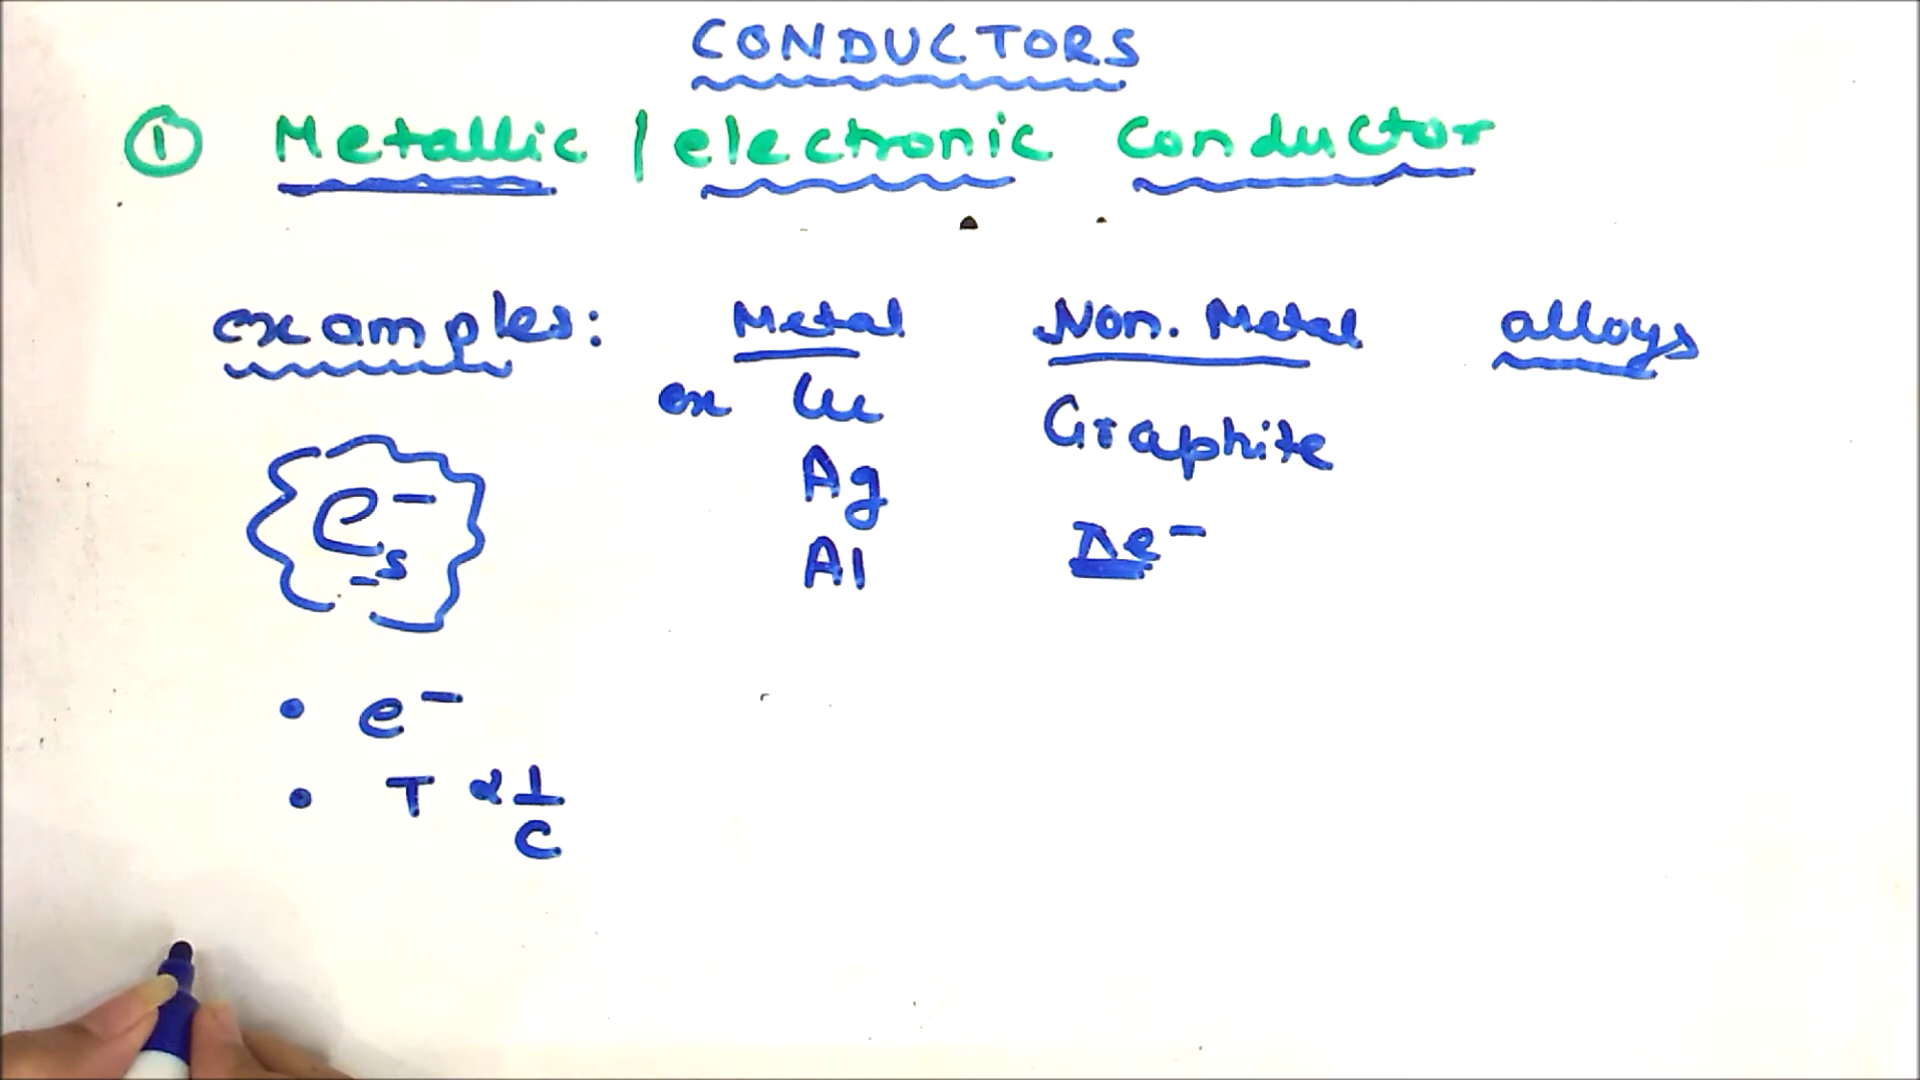 CONDUCTORS
① Metallic / electronic conductor
examples: Metal Non. Metal alloys
ex Cu Graphite
Ag
e⁻s
Al De⁻
• e⁻
• T α 1/C